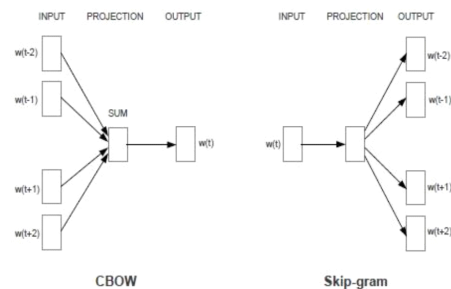 INPUT PROJECTION OUTPUT
w(t-2)
w(t-1)
SUM
w(t)
w(t+1)
w(t+2)
CBOW
INPUT PROJECTION OUTPUT
w(t-2)
w(t-1)
w(t)
w(t+1)
w(t+2)
Skip-gram